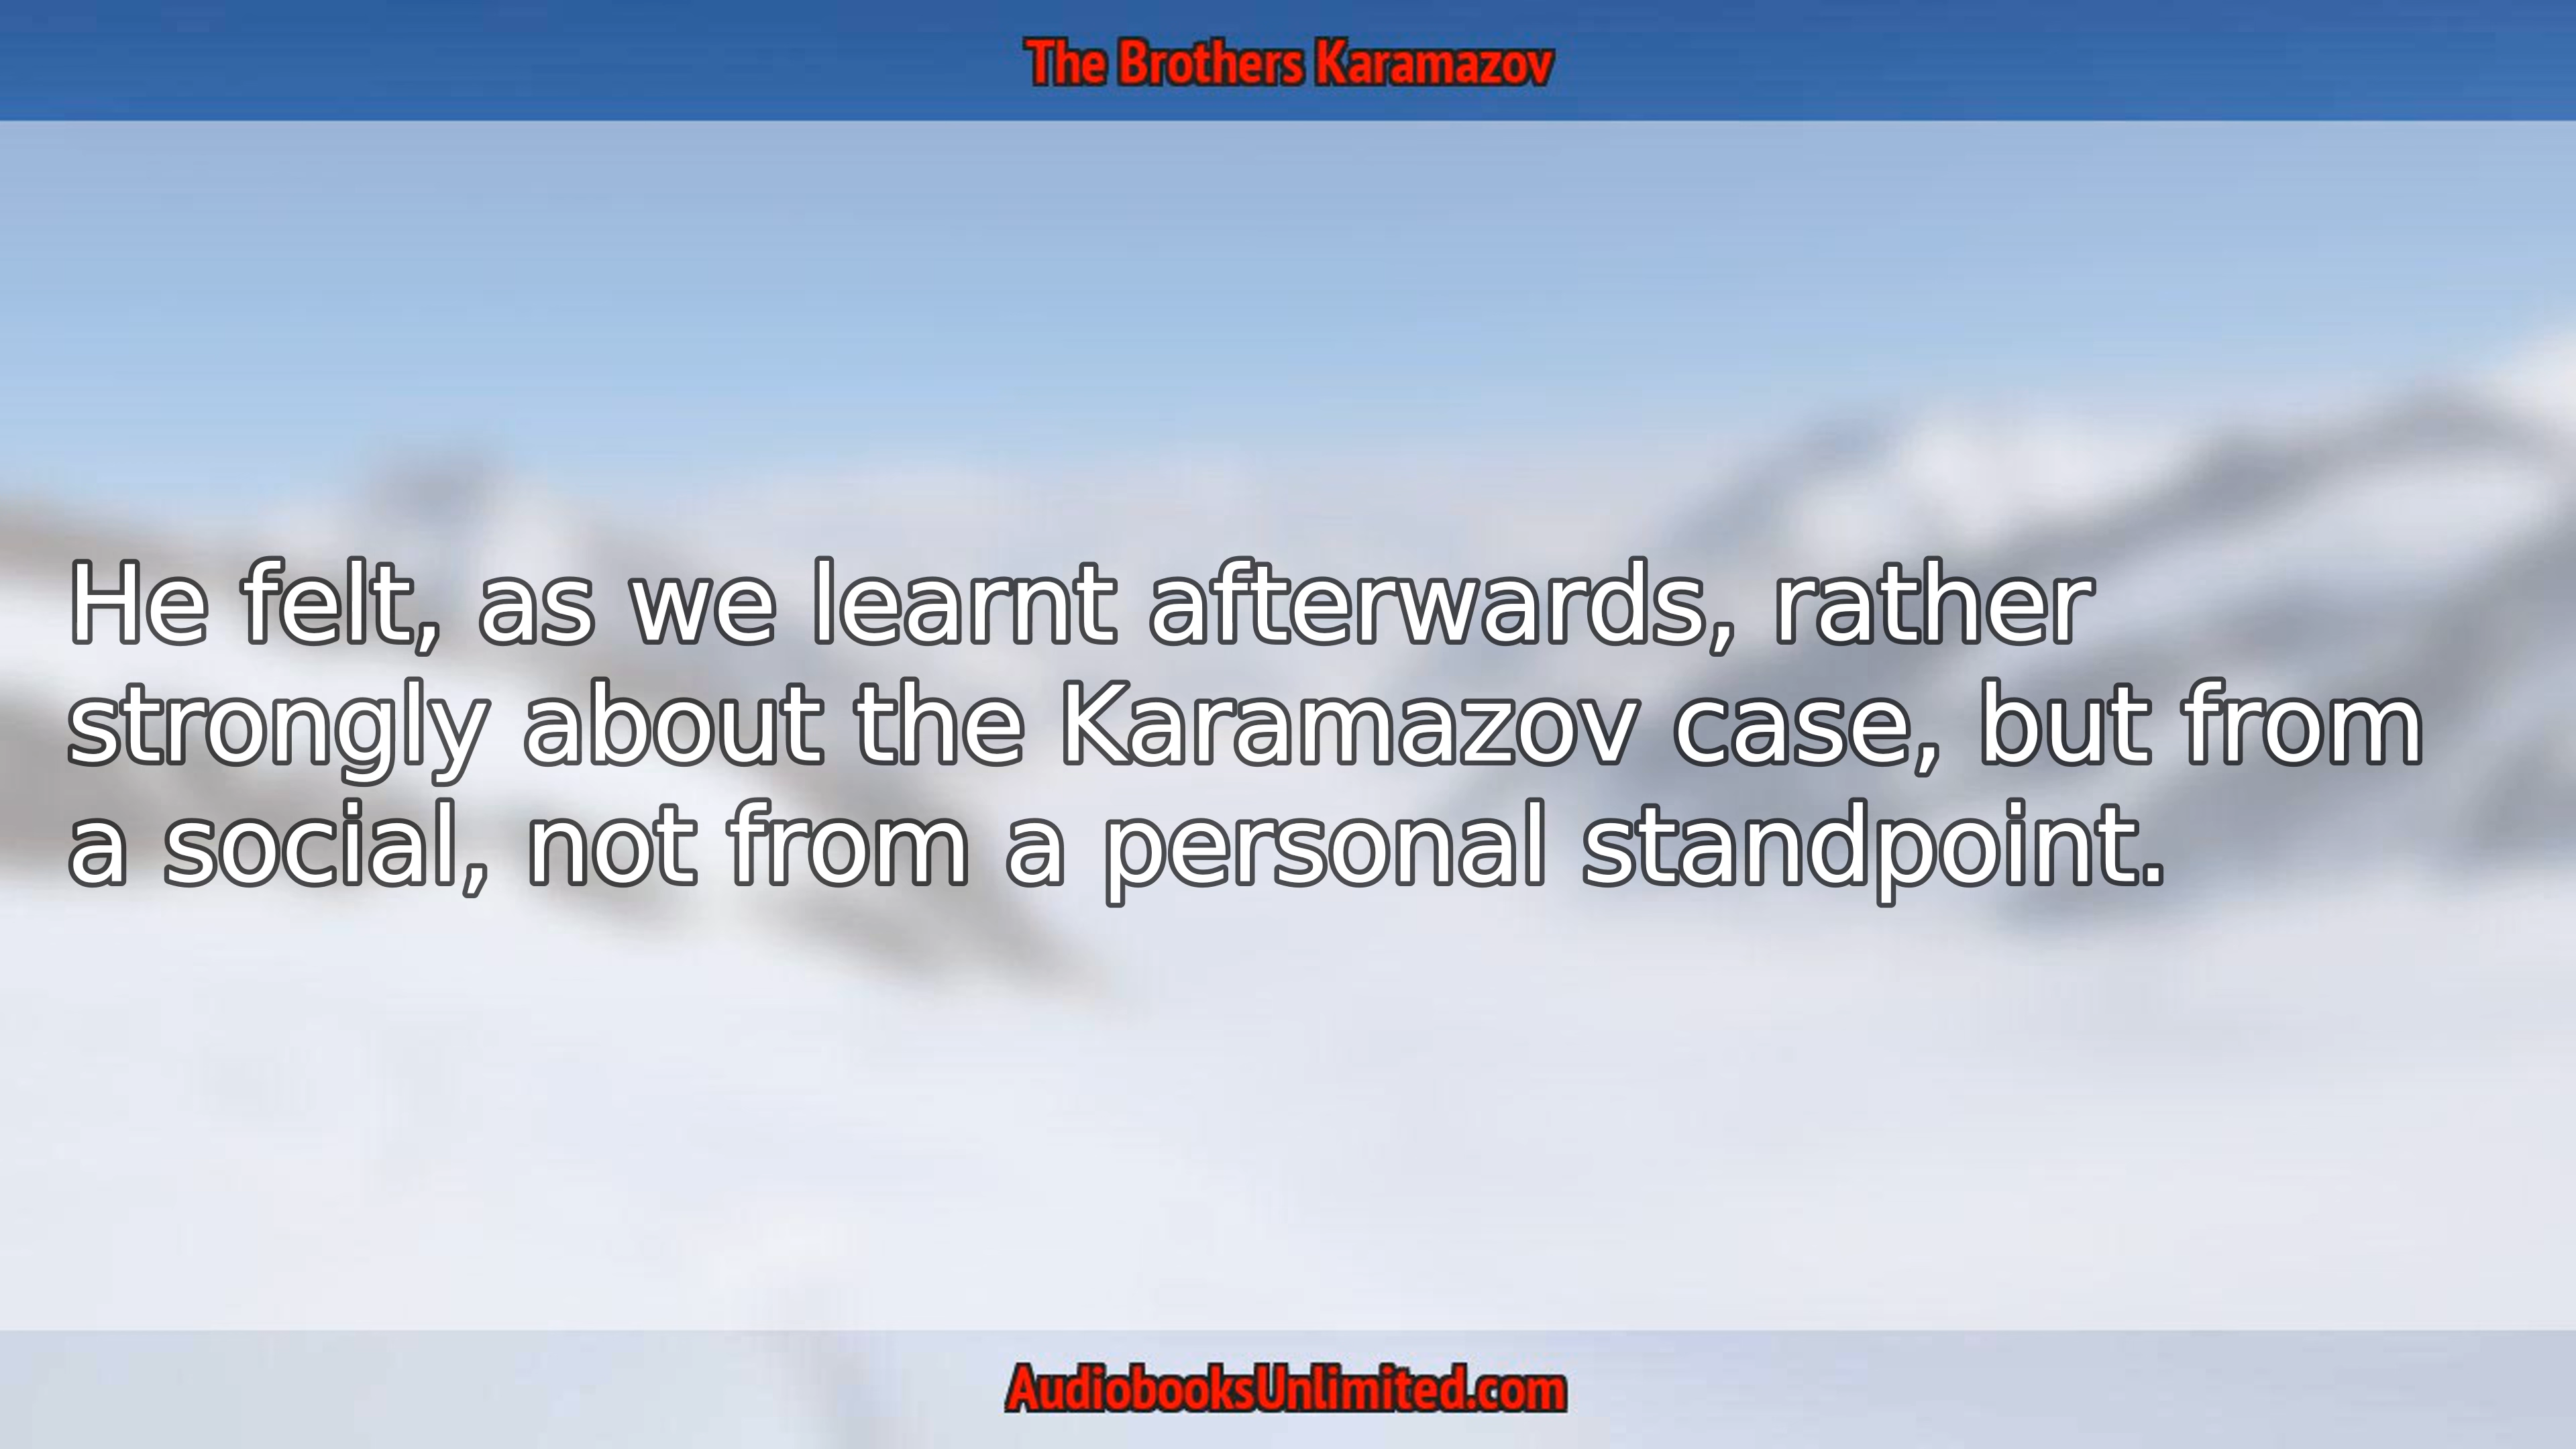 The Brothers Karamazov
He felt, as we learnt afterwards, rather
strongly about the Karamazov case, but from
a social, not from a personal standpoint.
AudiobooksUnlimited.com